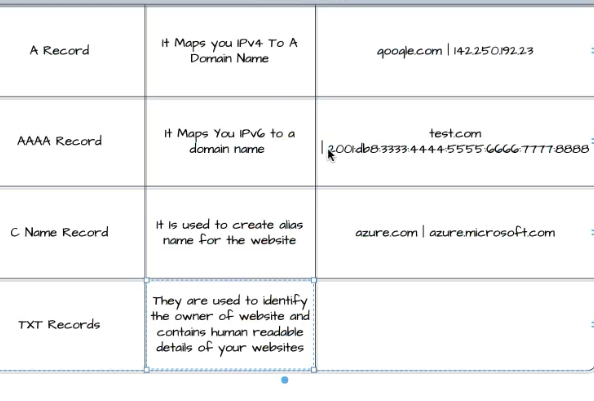 A Record
It Maps you IPv4 To A
Domain Name
google.com | 142.250.192.23
AAAA Record
It Maps You IPv6 to a
domain name
test.com
| 2001:db8:3333:4444:5555:6666:7777:8888
C Name Record
It Is used to create alias
name for the website
azure.com | azure.microsoft.com
TXT Records
They are used to identify
the owner of website and
contains human readable
details of your websites